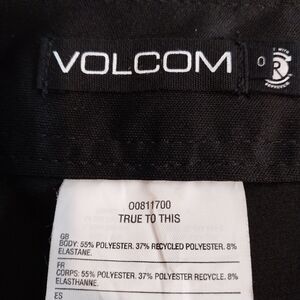 VOLCOM
0
R
O0811700
TRUE TO THIS
GB
BODY: 55% POLYESTER. 37% RECYCLED POLYESTER. 8%
ELASTANE.
FR
CORPS: 55% POLYESTER. 37% POLYESTER RECYCLE. 8%
ELASTHANNE.
ES